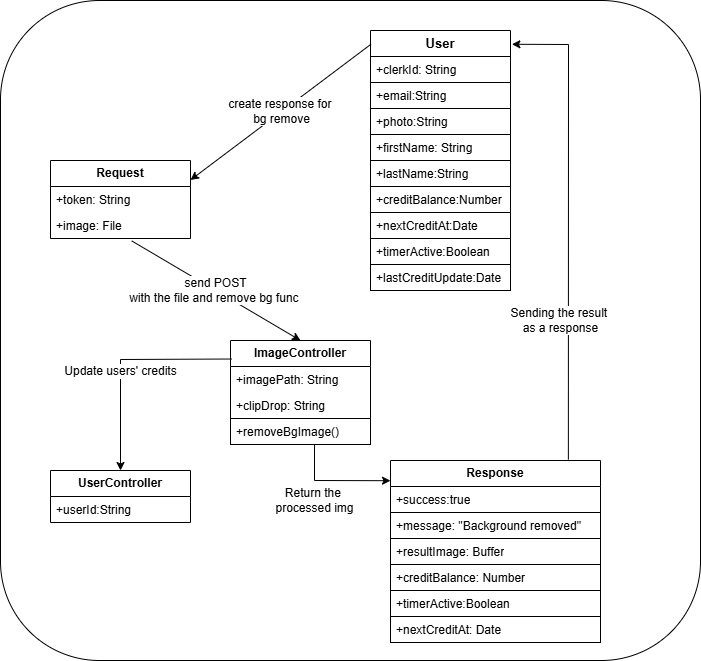 User
+clerkId: String
+email:String
+photo:String
+firstName: String
+lastName:String
+creditBalance:Number
+nextCreditAt:Date
+timerActive:Boolean
+lastCreditUpdate:Date
create response for
bg remove
Request
+token: String
+image: File
send POST
with the file and remove bg func
Sending the result
as a response
ImageController
+imagePath: String
+clipDrop: String
+removeBgImage()
Update users' credits
UserController
+userId:String
Return the
processed img
Response
+success:true
+message: "Background removed"
+resultImage: Buffer
+creditBalance: Number
+timerActive:Boolean
+nextCreditAt: Date